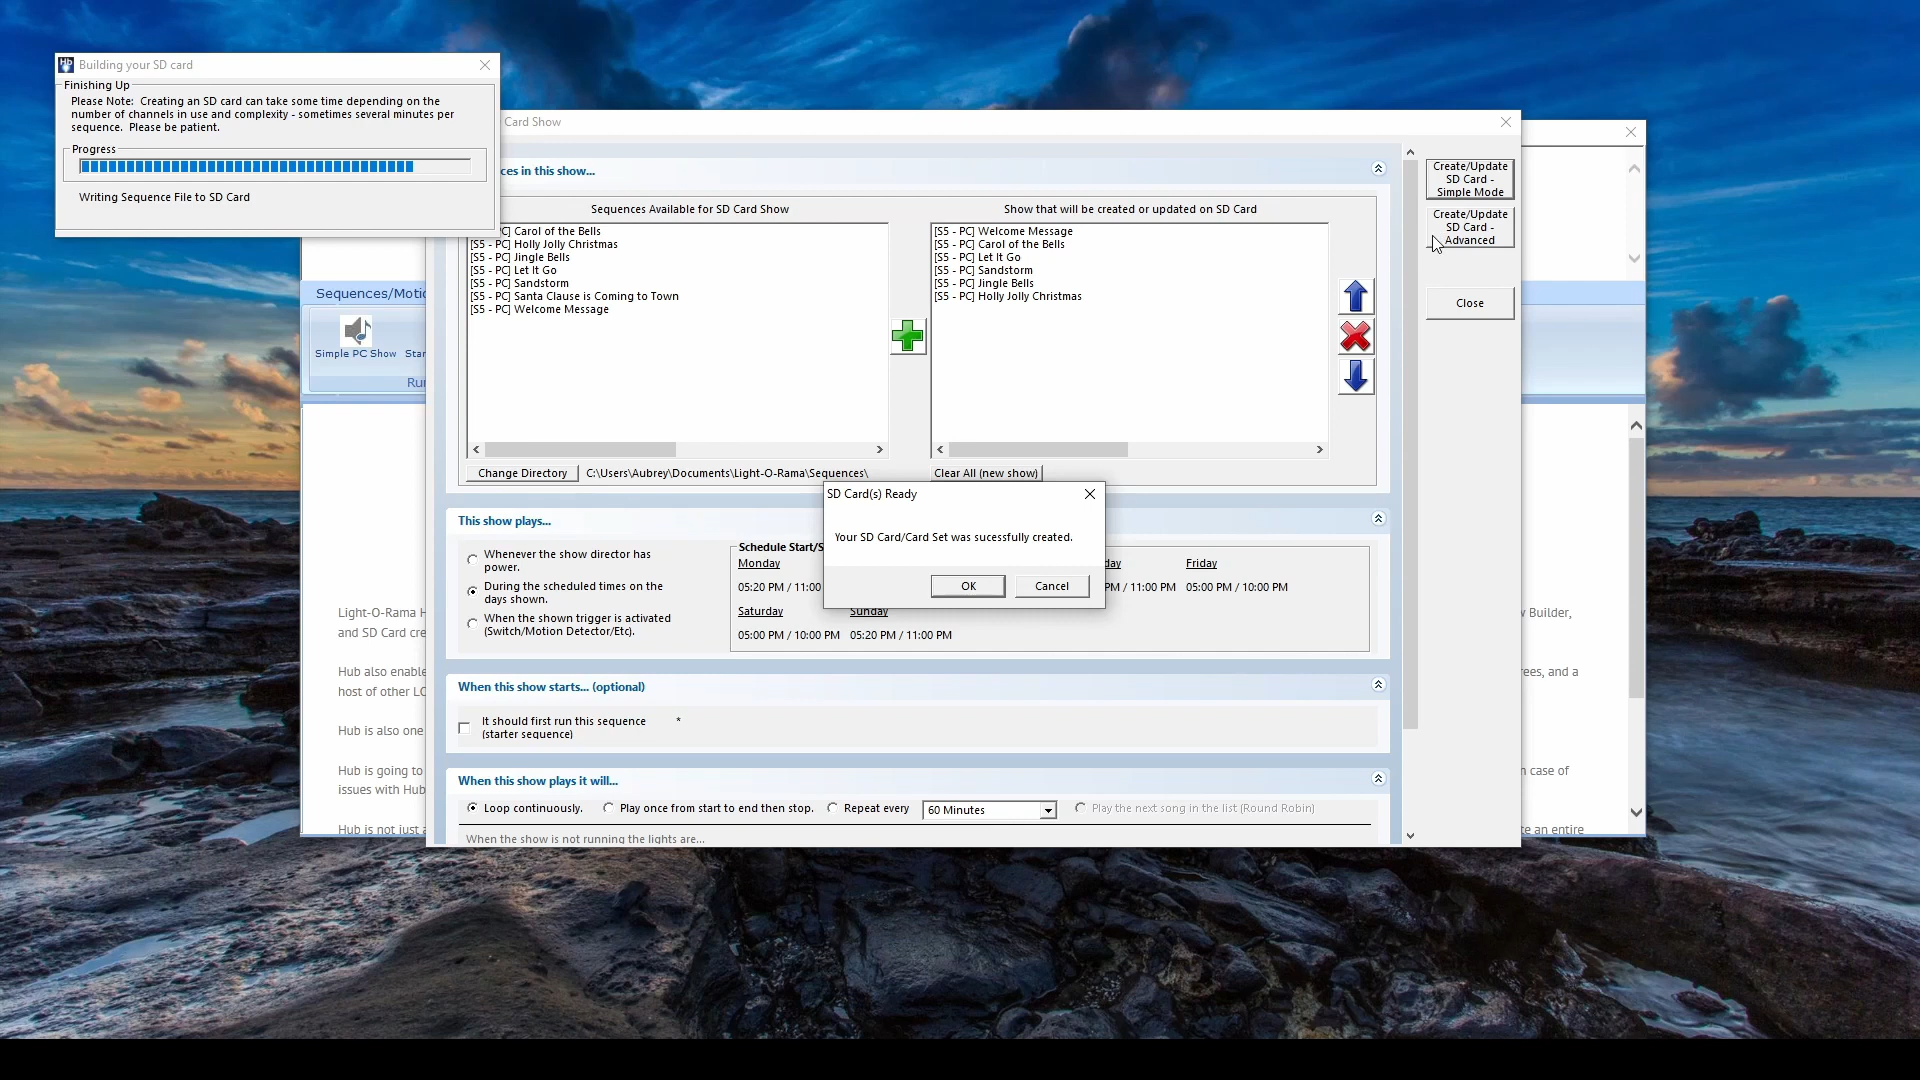 Building your SD card
Finishing Up
Please Note: Creating an SD card can take some time depending on the
number of channels in use and complexity - sometimes several minutes per
sequence. Please be patient.
Progress
Writing Sequence File to SD Card
Card Show
ces in this show...
Sequences Available for SD Card Show
[S5 - PC] Carol of the Bells
[S5 - PC] Holly Jolly Christmas
[S5 - PC] Jingle Bells
[S5 - PC] Let It Go
[S5 - PC] Sandstorm
[S5 - PC] Santa Clause is Coming to Town
[S5 - PC] Welcome Message
Change Directory
C:\Users\Aubrey\Documents\Light-O-Rama\Sequences\
Show that will be created or updated on SD Card
[S5 - PC] Welcome Message
[S5 - PC] Carol of the Bells
[S5 - PC] Let It Go
[S5 - PC] Sandstorm
[S5 - PC] Jingle Bells
[S5 - PC] Holly Jolly Christmas
Clear All (new show)
Create/Update
SD Card -
Simple Mode
Create/Update
SD Card -
Advanced
Close
Sequences/Motic
Simple PC Show
Star
Ru
SD Card(s) Ready
Your SD Card/Card Set was sucessfully created.
OK
Cancel
This show plays...
Whenever the show director has
power.
During the scheduled times on the
days shown.
When the shown trigger is activated
(Switch/Motion Detector/Etc).
Schedule Start/S
Monday
05:20 PM / 11:00
day
PM / 11:00 PM
Friday
05:00 PM / 10:00 PM
Saturday
05:00 PM / 10:00 PM
Sunday
05:20 PM / 11:00 PM
When this show starts... (optional)
It should first run this sequence
(starter sequence)
*
When this show plays it will...
Loop continuously.
Play once from start to end then stop.
Repeat every
60 Minutes
Play the next song in the list (Round Robin)
When the show is not running the lights are...
Light-O-Rama H
and SD Card cre
Hub also enable
host of other LO
Hub is also one
Hub is going to
issues with Hub
Hub is not just a
w Builder,
ees, and a
n case of
te an entire